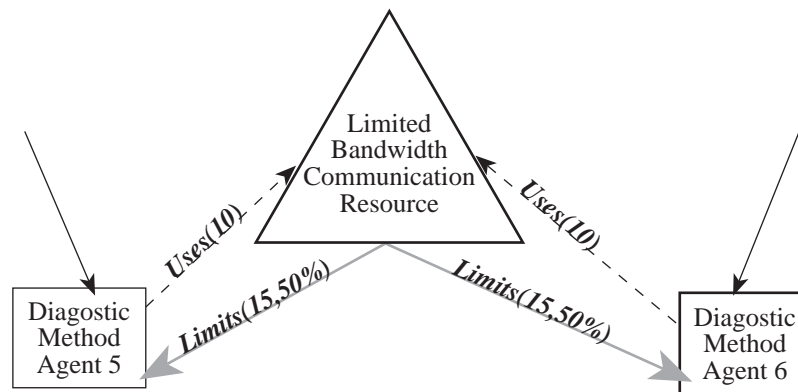 Limited
Bandwidth
Communication
Resource
Uses(10)
Uses(10)
Limits(15,50%)
Limits(15,50%)
Diagostic
Method
Agent 5
Diagostic
Method
Agent 6